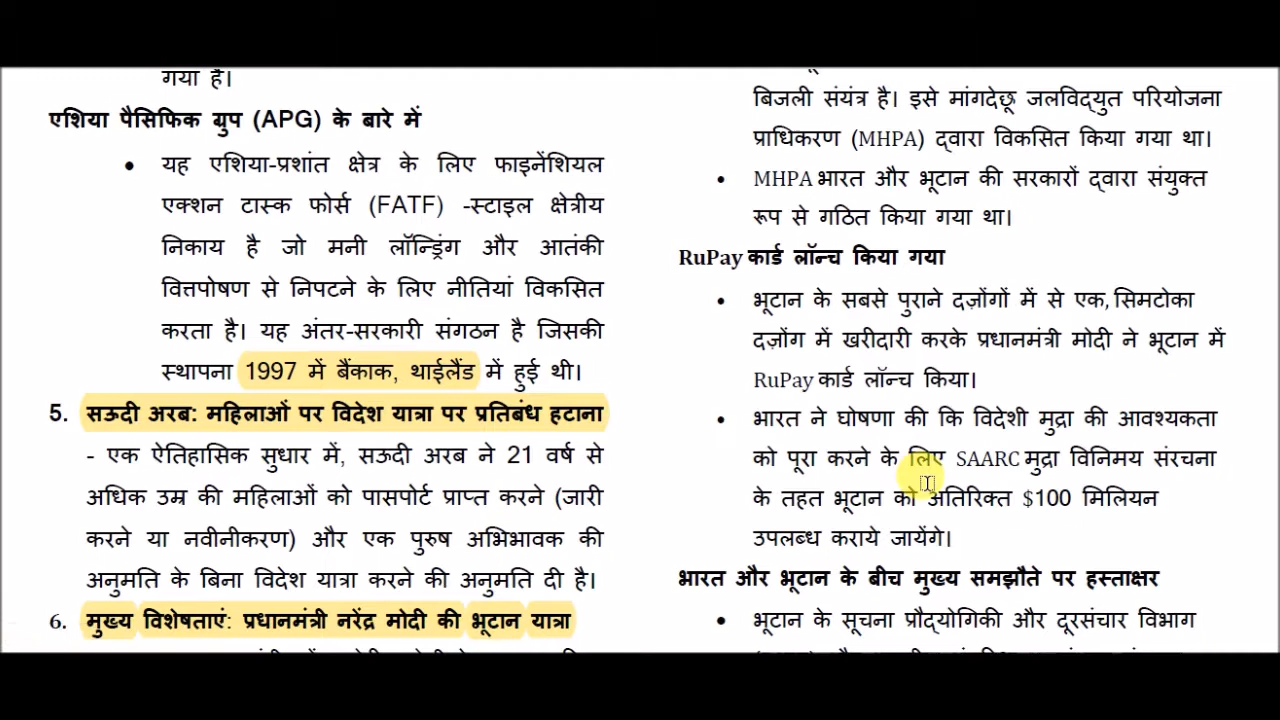 गया है।
एशिया पैसिफिक ग्रुप (APG) के बारे में
• यह एशिया-प्रशांत क्षेत्र के लिए फाइनेंशियल
एक्शन टास्क फोर्स (FATF) -स्टाइल क्षेत्रीय
निकाय है जो मनी लॉन्ड्रिंग और आतंकी
वित्तपोषण से निपटने के लिए नीतियां विकसित
करता है। यह अंतर-सरकारी संगठन है जिसकी
स्थापना 1997 में बैंकाक, थाईलैंड में हुई थी।
5. सऊदी अरब: महिलाओं पर विदेश यात्रा पर प्रतिबंध हटाना
- एक ऐतिहासिक सुधार में, सऊदी अरब ने 21 वर्ष से
अधिक उम्र की महिलाओं को पासपोर्ट प्राप्त करने (जारी
करने या नवीनीकरण) और एक पुरुष अभिभावक की
अनुमति के बिना विदेश यात्रा करने की अनुमति दी है।
6. मुख्य विशेषताएं: प्रधानमंत्री नरेंद्र मोदी की भूटान यात्रा
बिजली संयंत्र है। इसे मांगदेछू जलविद्युत परियोजना
प्राधिकरण (MHPA) द्वारा विकसित किया गया था।
• MHPA भारत और भूटान की सरकारों द्वारा संयुक्त
रूप से गठित किया गया था।
RuPay कार्ड लॉन्च किया गया
• भूटान के सबसे पुराने दज़ोंगों में से एक, सिमटोका
दज़ोंग में खरीदारी करके प्रधानमंत्री मोदी ने भूटान में
RuPay कार्ड लॉन्च किया।
• भारत ने घोषणा की कि विदेशी मुद्रा की आवश्यकता
को पूरा करने के लिए SAARC मुद्रा विनिमय संरचना
के तहत भूटान को अतिरिक्त $100 मिलियन
उपलब्ध कराये जायेंगे।
भारत और भूटान के बीच मुख्य समझौते पर हस्ताक्षर
• भूटान के सूचना प्रौद्योगिकी और दूरसंचार विभाग